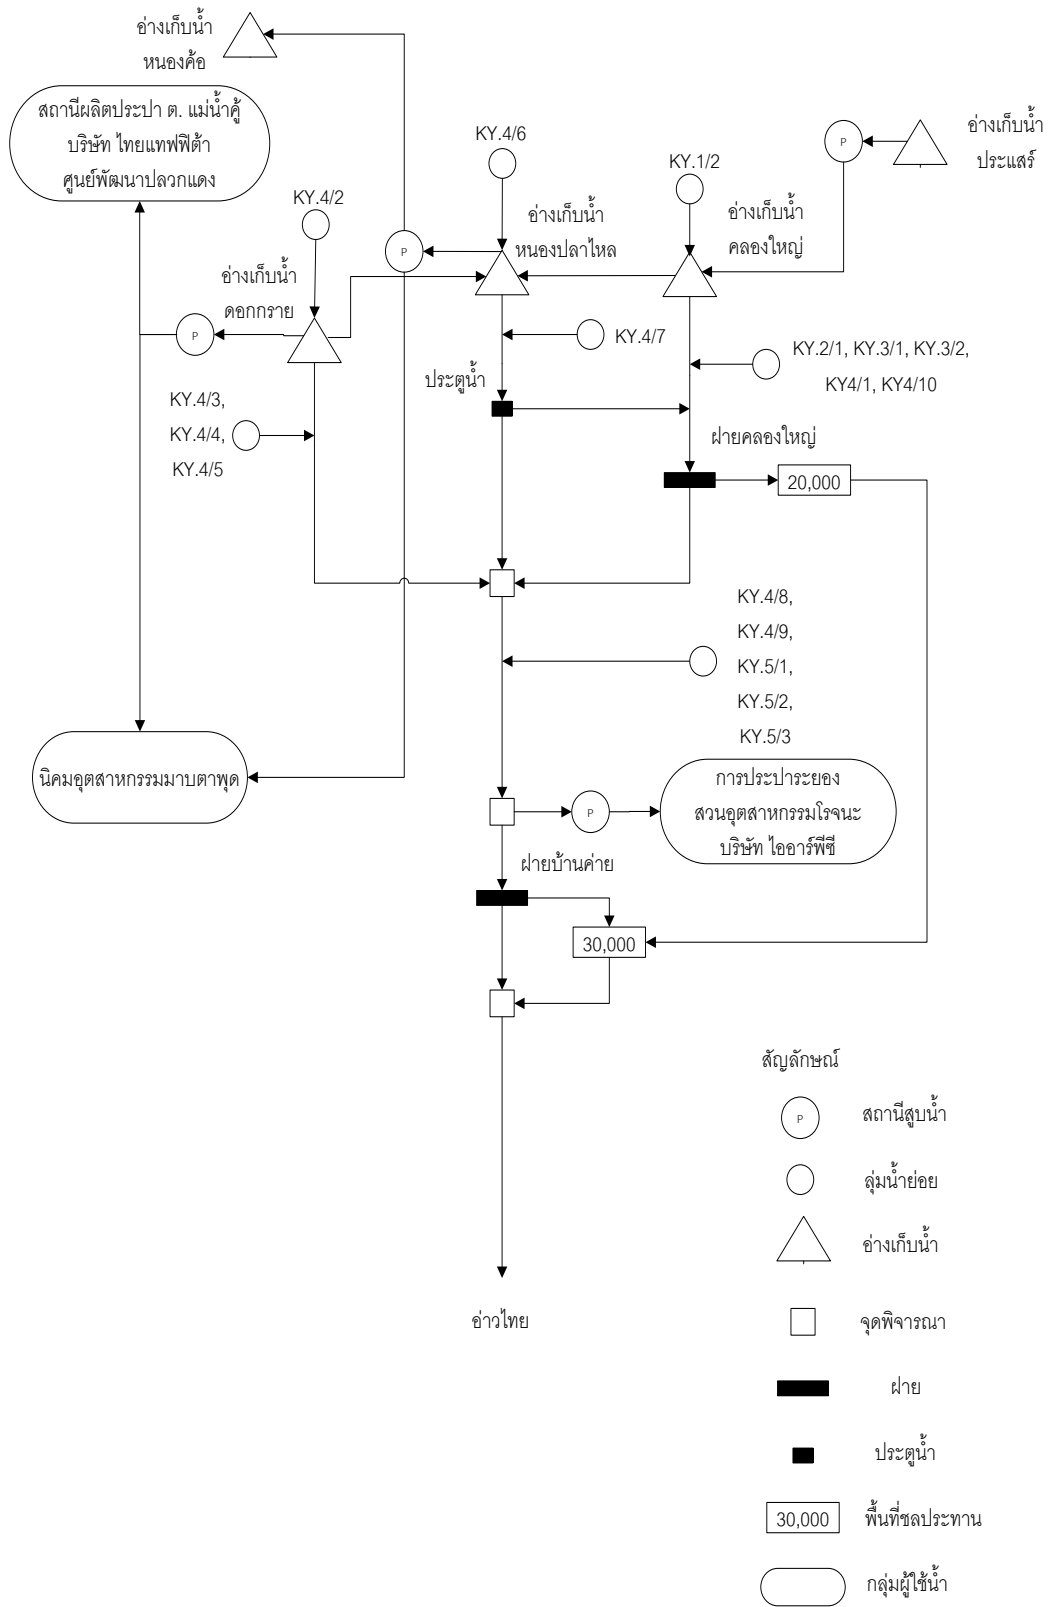 อ่างเก็บน้ำ
หนองค้อ
สถานีผลิตประปา ต. แม่น้ำคู้
บริษัท ไทยแทฟฟิต้า
ศูนย์พัฒนาปลวกแดง
KY.4/6
P
อ่างเก็บน้ำ
ประแสร์
KY.1/2
KY.4/2
อ่างเก็บน้ำ
หนองปลาไหล
อ่างเก็บน้ำ
คลองใหญ่
P
อ่างเก็บน้ำ
ดอกกราย
P
KY.4/7
KY.2/1, KY.3/1, KY.3/2,
KY4/1, KY4/10
ประตูน้ำ
KY.4/3,
KY.4/4,
KY.4/5
ฝายคลองใหญ่
20,000
KY.4/8,
KY.4/9,
KY.5/1,
KY.5/2,
KY.5/3
นิคมอุตสาหกรรมมาบตาพุด
P
การประปาระยอง
สวนอุตสาหกรรมโรจนะ
บริษัท ไออาร์พีซี
ฝายบ้านค่าย
30,000
อ่าวไทย
สัญลักษณ์
P
สถานีสูบน้ำ
ลุ่มน้ำย่อย
อ่างเก็บน้ำ
จุดพิจารณา
ฝาย
ประตูน้ำ
30,000
พื้นที่ชลประทาน
กลุ่มผู้ใช้น้ำ